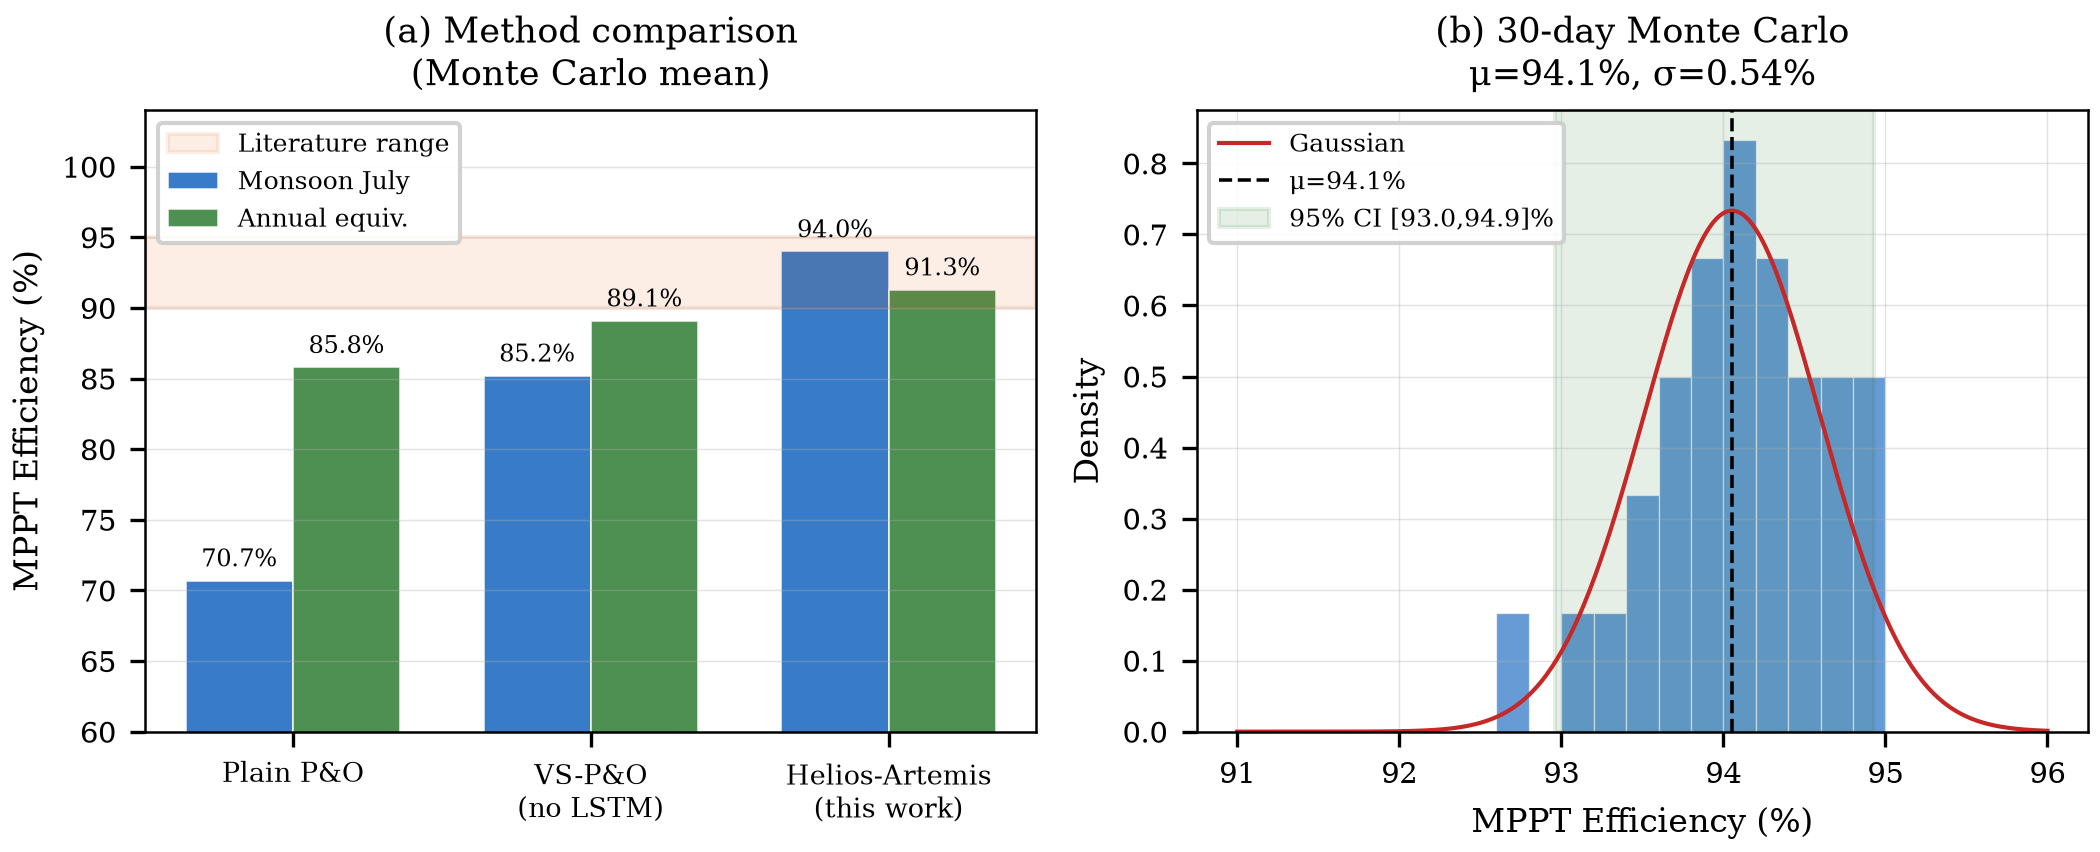 (a) Method comparison
(Monte Carlo mean)
MPPT Efficiency (%)
100
95
90
85
80
75
70
65
60
Literature range
Monsoon July
Annual equiv.
70.7%
85.8%
85.2%
89.1%
94.0%
91.3%
Plain P&O
VS-P&O
(no LSTM)
Helios-Artemis
(this work)
(b) 30-day Monte Carlo
μ=94.1%, σ=0.54%
Density
0.8
0.7
0.6
0.5
0.4
0.3
0.2
0.1
0.0
Gaussian
μ=94.1%
95% CI [93.0,94.9]%
91
92
93
94
95
96
MPPT Efficiency (%)